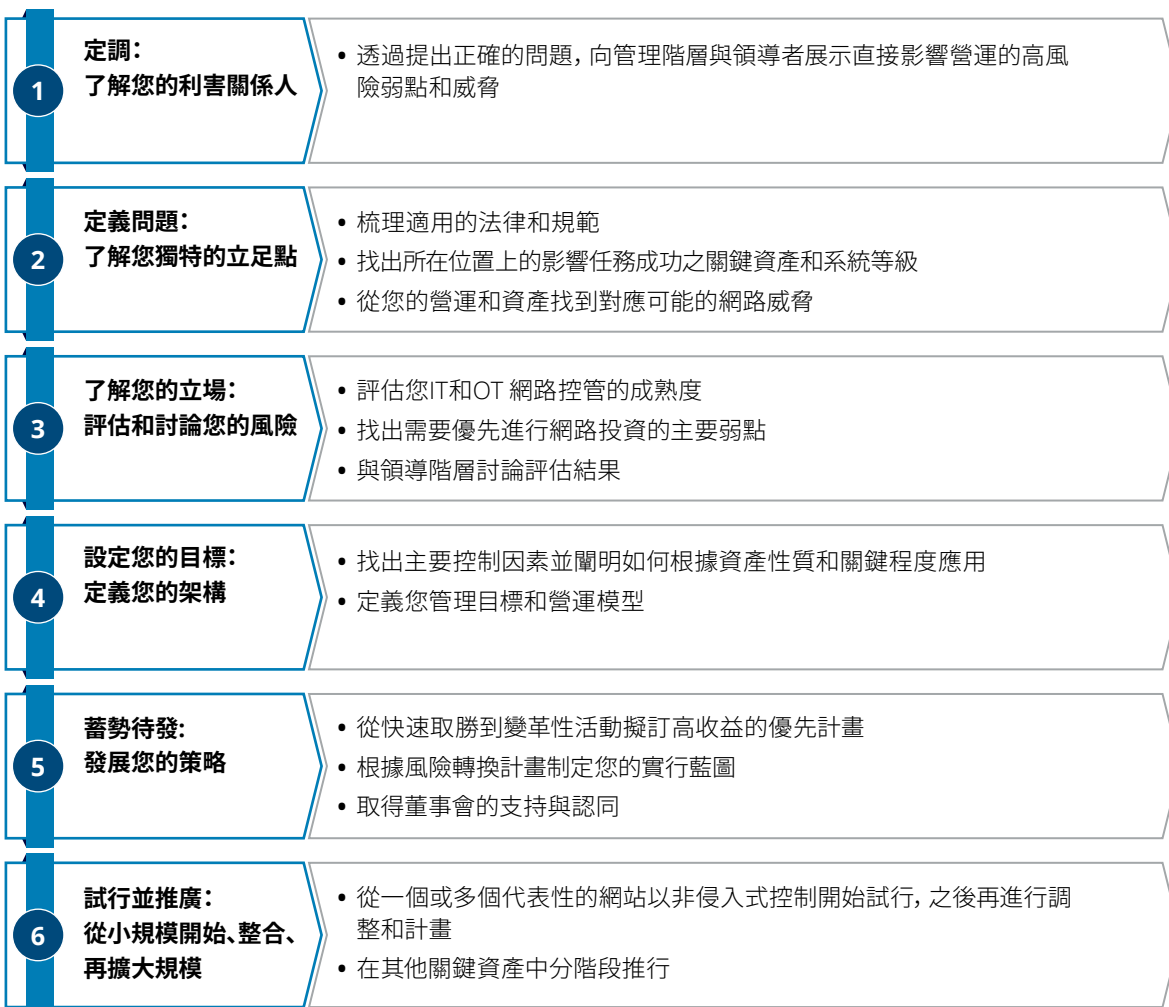 1
定調：
了解您的利害關係人
• 透過提出正確的問題，向管理階層與領導者展示直接影響營運的高風
險弱點和威脅
2
定義問題：
了解您獨特的立足點
• 梳理適用的法律和規範
• 找出所在位置上的影響任務成功之關鍵資產和系統等級
• 從您的營運和資產找到對應可能的網路威脅
3
了解您的立場：
評估和討論您的風險
• 評估您IT和OT 網路控管的成熟度
• 找出需要優先進行網路投資的主要弱點
• 與領導階層討論評估結果
4
設定您的目標：
定義您的架構
• 找出主要控制因素並闡明如何根據資產性質和關鍵程度應用
• 定義您管理目標和營運模型
5
蓄勢待發:
發展您的策略
• 從快速取勝到變革性活動擬訂高收益的優先計畫
• 根據風險轉換計畫制定您的實行藍圖
• 取得董事會的支持與認同
6
試行並推廣：
從小規模開始、整合、
再擴大規模
• 從一個或多個代表性的網站以非侵入式控制開始試行，之後再進行調
整和計畫
• 在其他關鍵資產中分階段推行